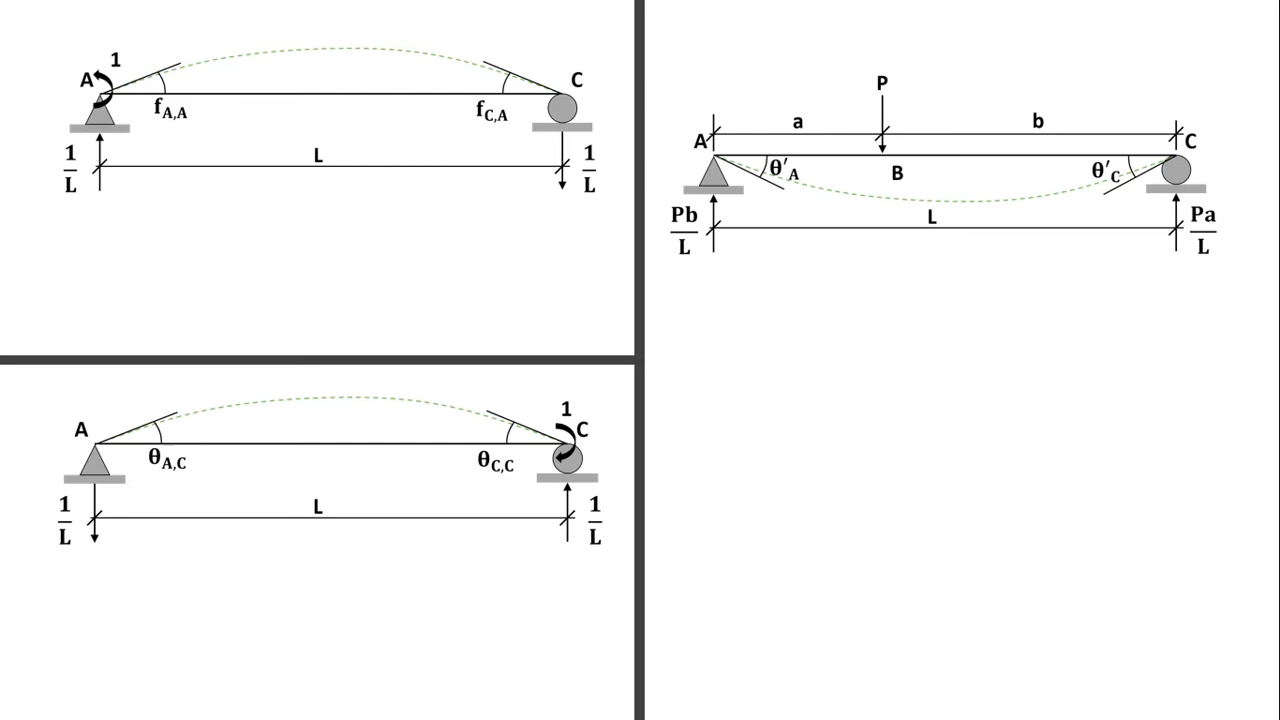 1
A
C
f_A,A
f_C,A
1/L
L
1/L
1
A
C
θ_A,C
θ_C,C
1/L
L
1/L
P
a
b
A
C
θ′_A
B
θ′_C
Pb/L
L
Pa/L